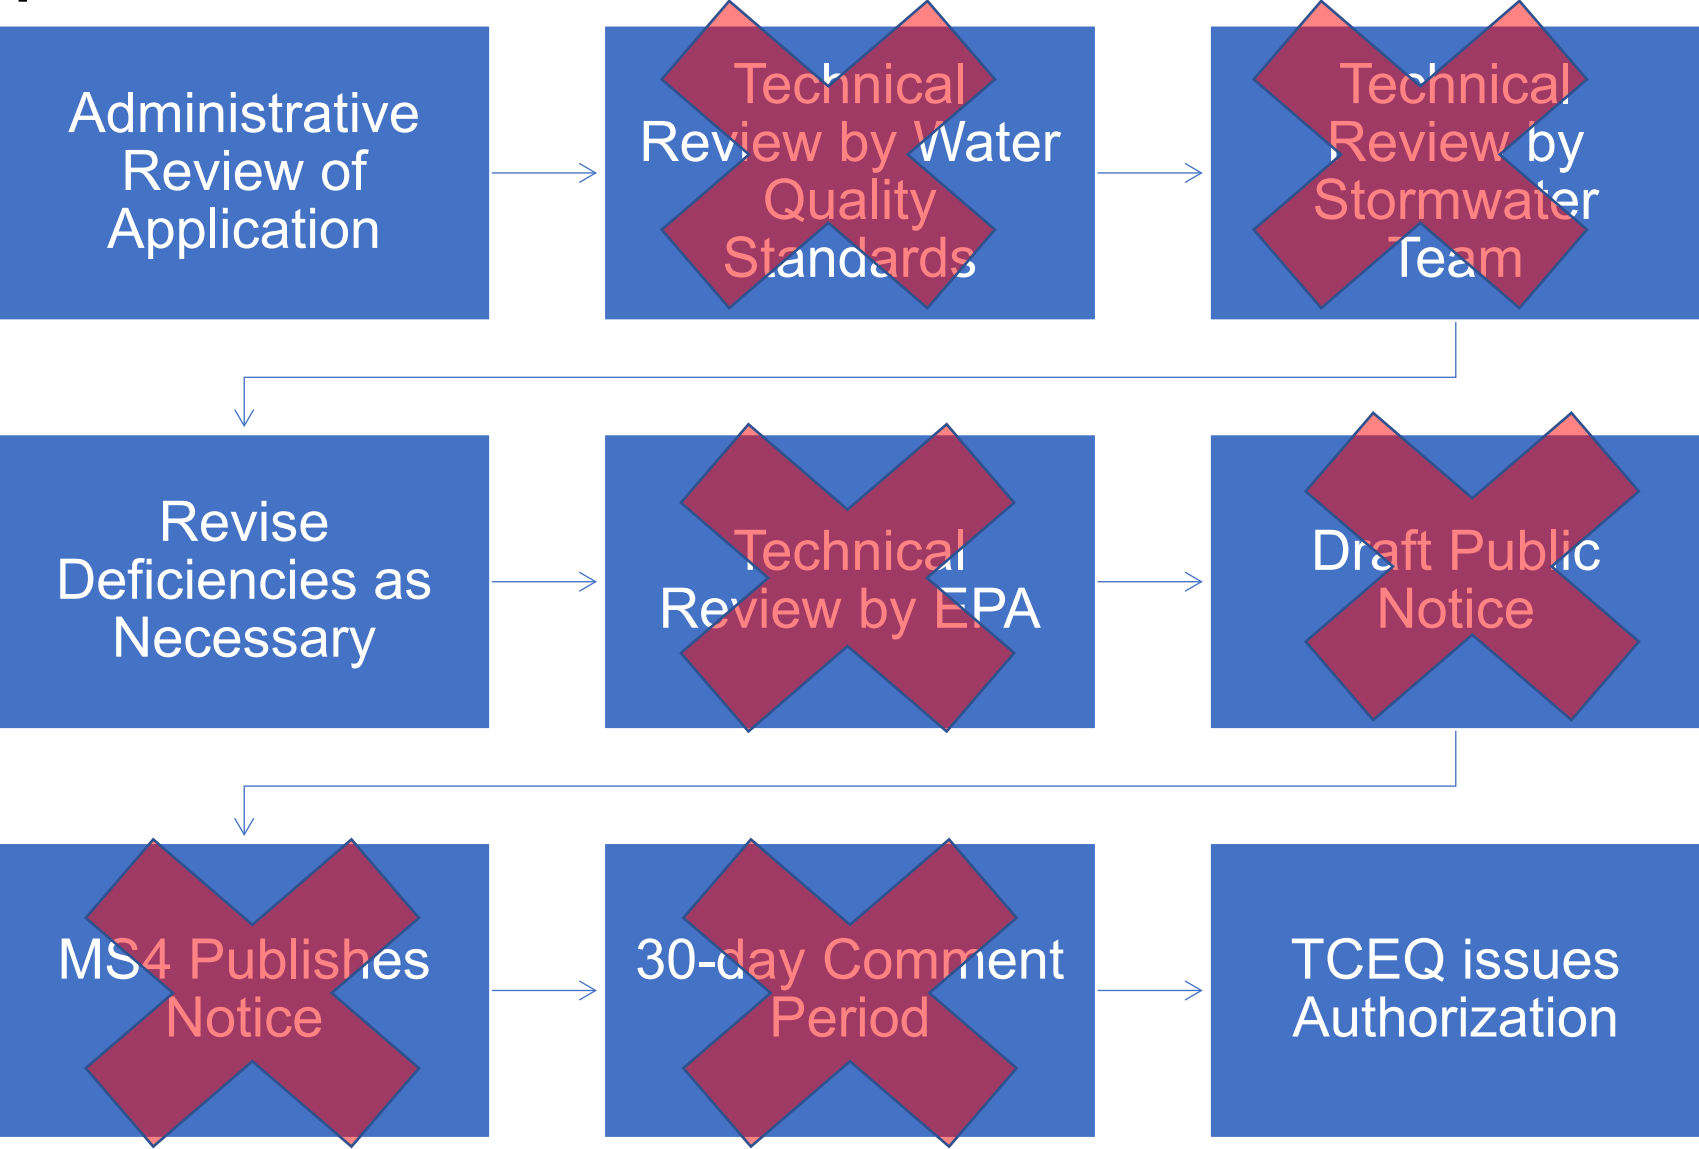 Administrative
Review of
Application
Technical
Review by Water
Quality
Standards
Technical
Review by
Stormwater
Team
Revise
Deficiencies as
Necessary
Technical
Review by EPA
Draft Public
Notice
MS4 Publishes
Notice
30-day Comment
Period
TCEQ issues
Authorization